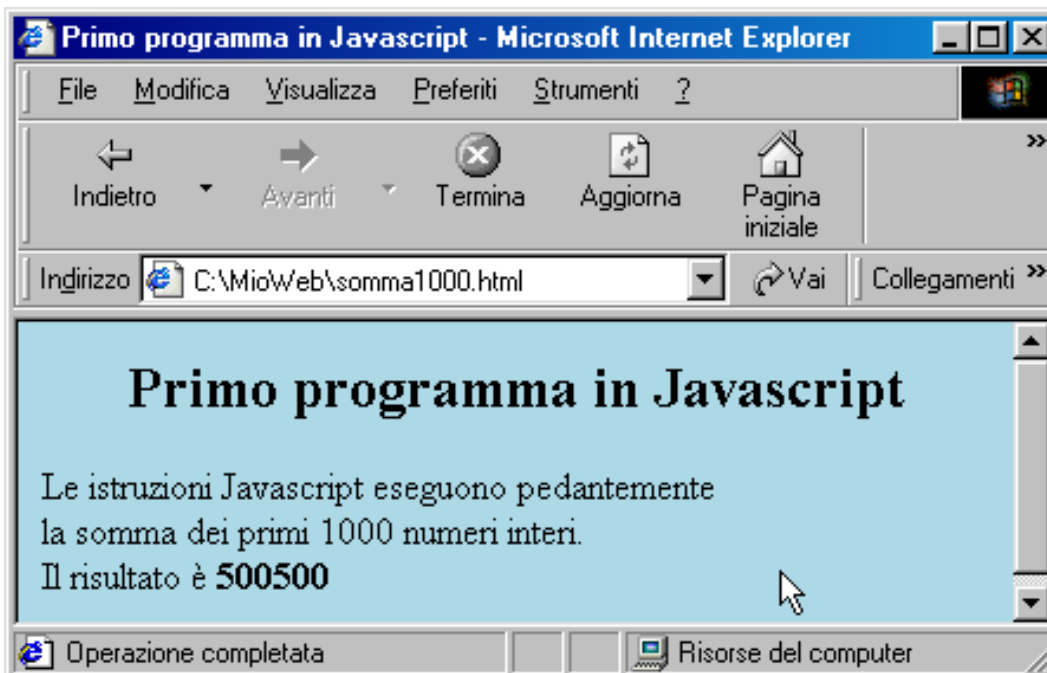 Primo programma in Javascript - Microsoft Internet Explorer
File Modifica Visualizza Preferiti Strumenti ?
Indietro Avanti Termina Aggiorna Pagina iniziale »
Indirizzo C:\MioWeb\somma1000.html Vai Collegamenti »
Primo programma in Javascript
Le istruzioni Javascript eseguono pedantemente
la somma dei primi 1000 numeri interi.
Il risultato è 500500
Operazione completata Risorse del computer